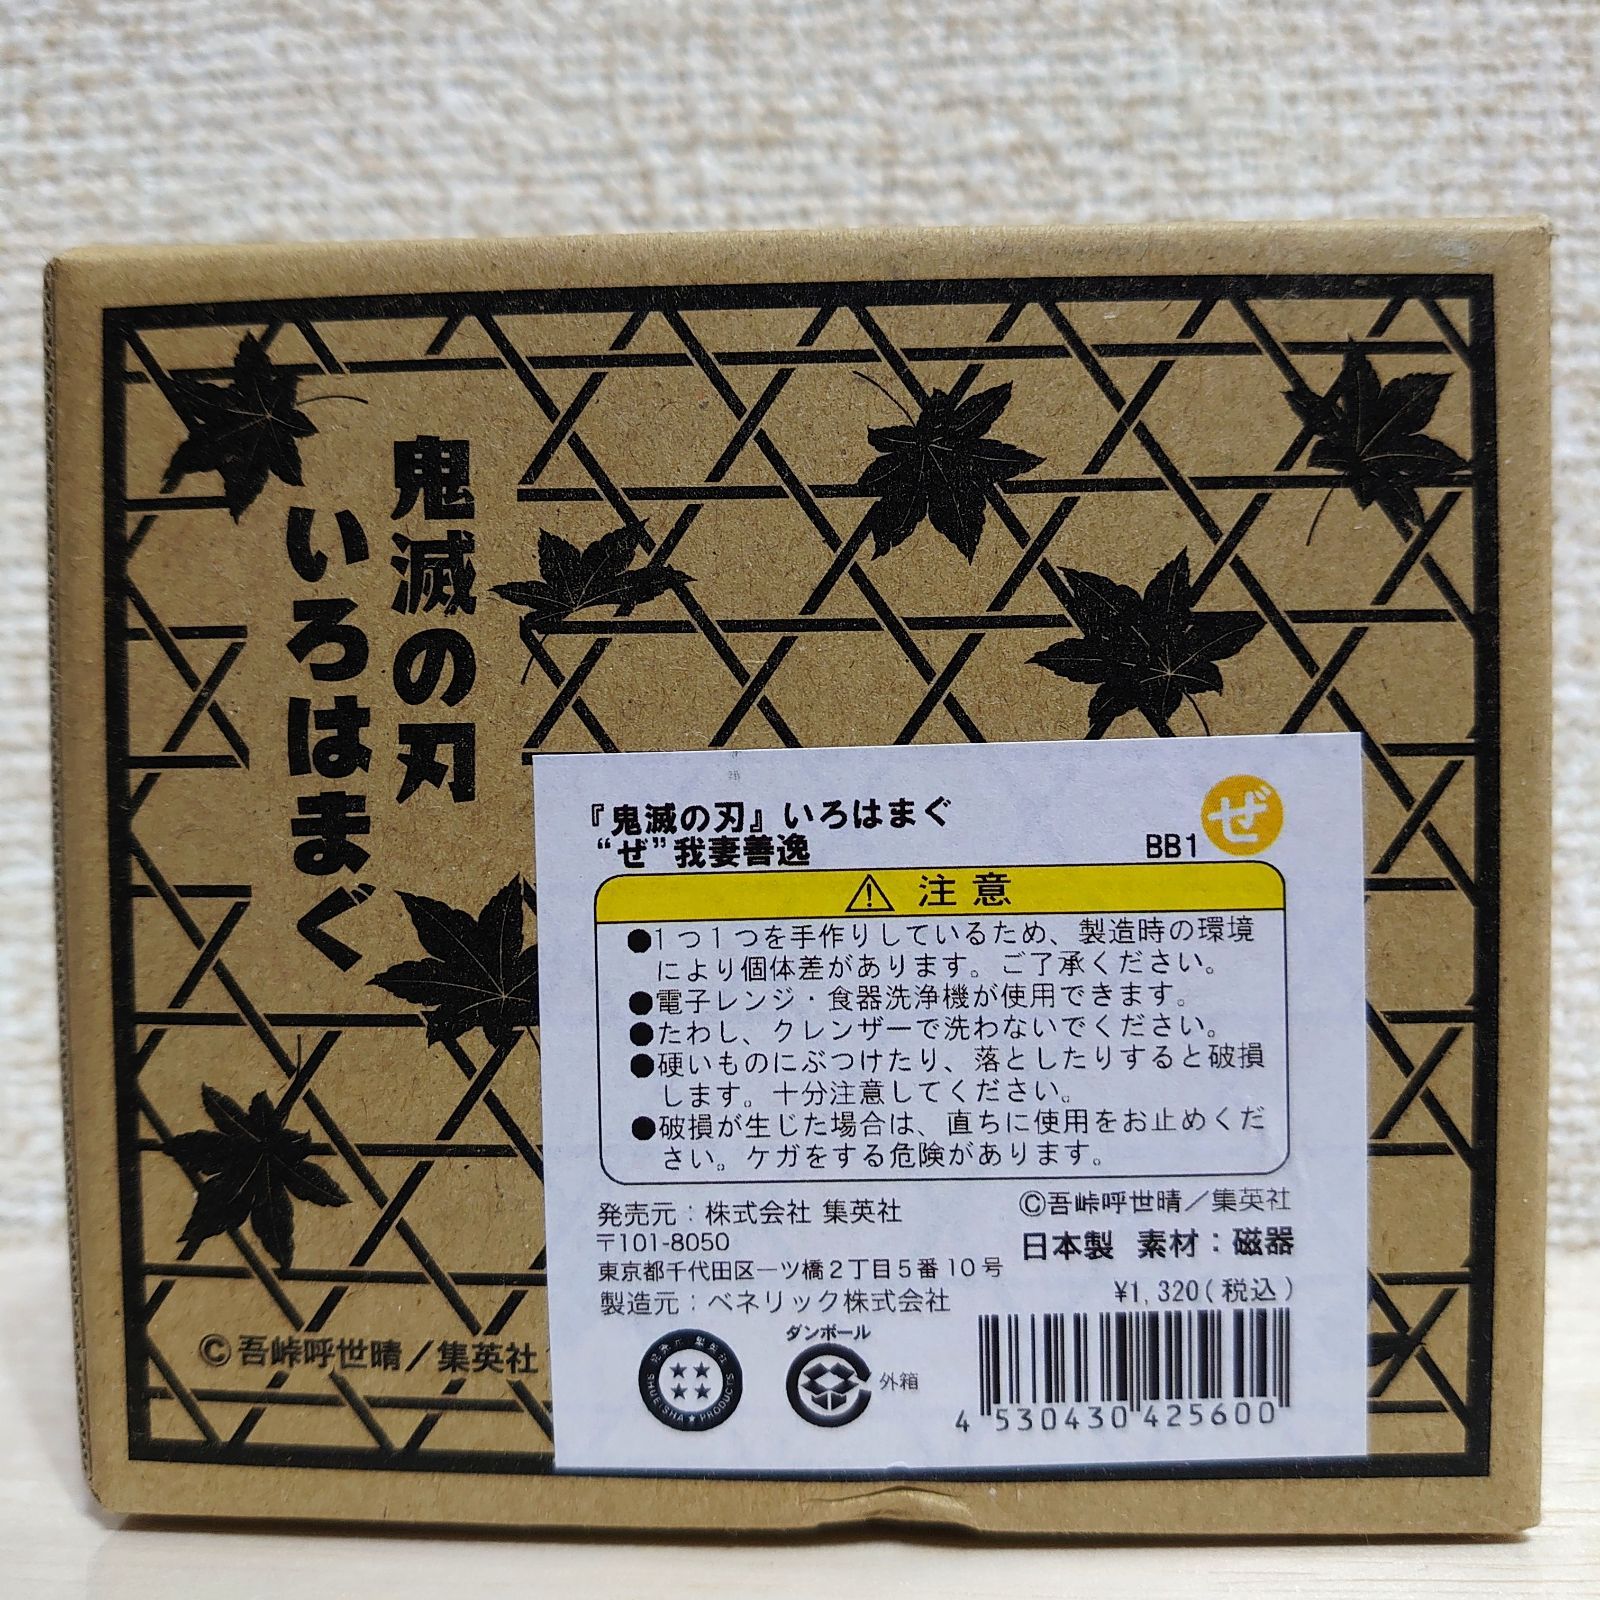 鬼滅の刃
いろはまぐ
©吾峠呼世晴／集英社
『鬼滅の刃』いろはまぐ
“ぜ”我妻善逸
BB1
ぜ
⚠ 注意
●1つ1つを手作りしているため、製造時の環境
により個体差があります。ご了承ください。
●電子レンジ・食器洗浄機が使用できます。
●たわし、クレンザーで洗わないでください。
●硬いものにぶつけたり、落としたりすると破損
します。十分注意してください。
●破損が生じた場合は、直ちに使用をお止めくだ
さい。ケガをする危険があります。
発売元：株式会社 集英社
〒101-8050
東京都千代田区一ツ橋2丁目5番10号
製造元：ベネリック株式会社
©吾峠呼世晴／集英社
日本製 素材：磁器
¥1,320(税込)
発売元 集英社
SHUEISHA★PRODUCTS
ダンボール
外箱
4 530430 425600